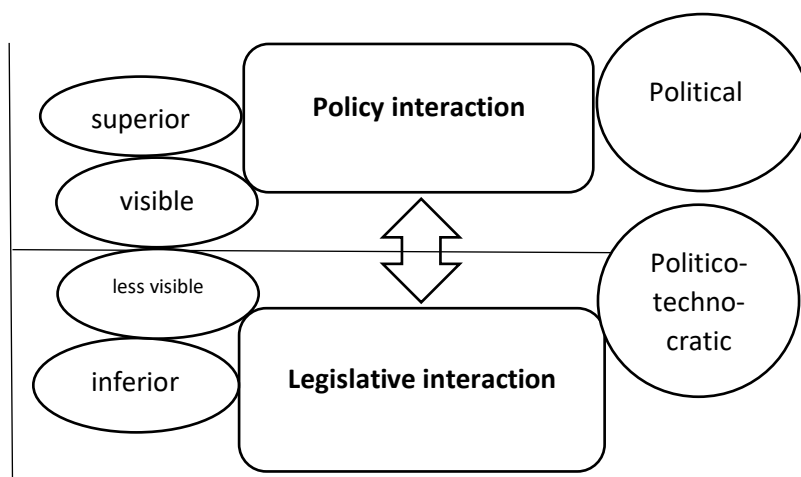 Political
Policy interaction
superior
visible
Politico-
techno-
cratic
less visible
Legislative interaction
inferior